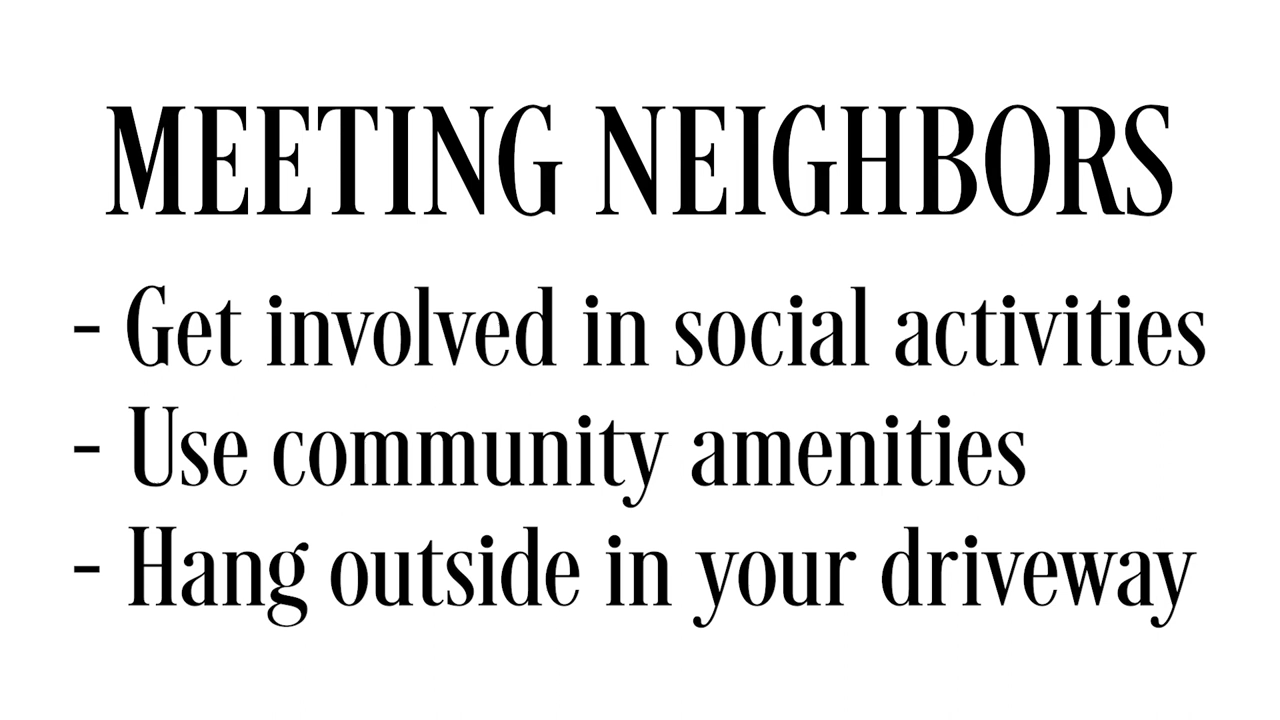 MEETING NEIGHBORS
- Get involved in social activities
- Use community amenities
- Hang outside in your driveway